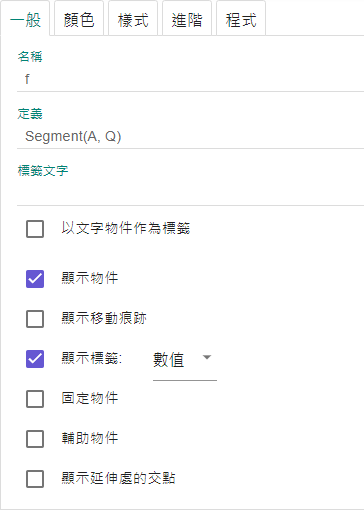 一般 顏色 樣式 進階 程式
名稱
f
定義
Segment(A, Q)
標籤文字
以文字物件作為標籤
顯示物件
顯示移動痕跡
顯示標籤: 數值
固定物件
輔助物件
顯示延伸處的交點